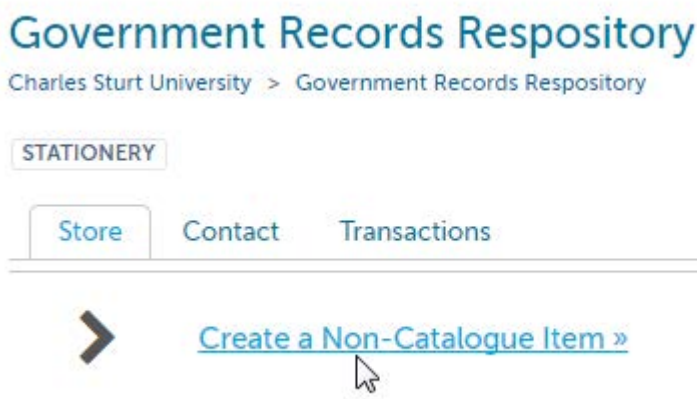 Government Records Respository
Charles Sturt University > Government Records Respository
STATIONERY
Store Contact Transactions
Create a Non-Catalogue Item »